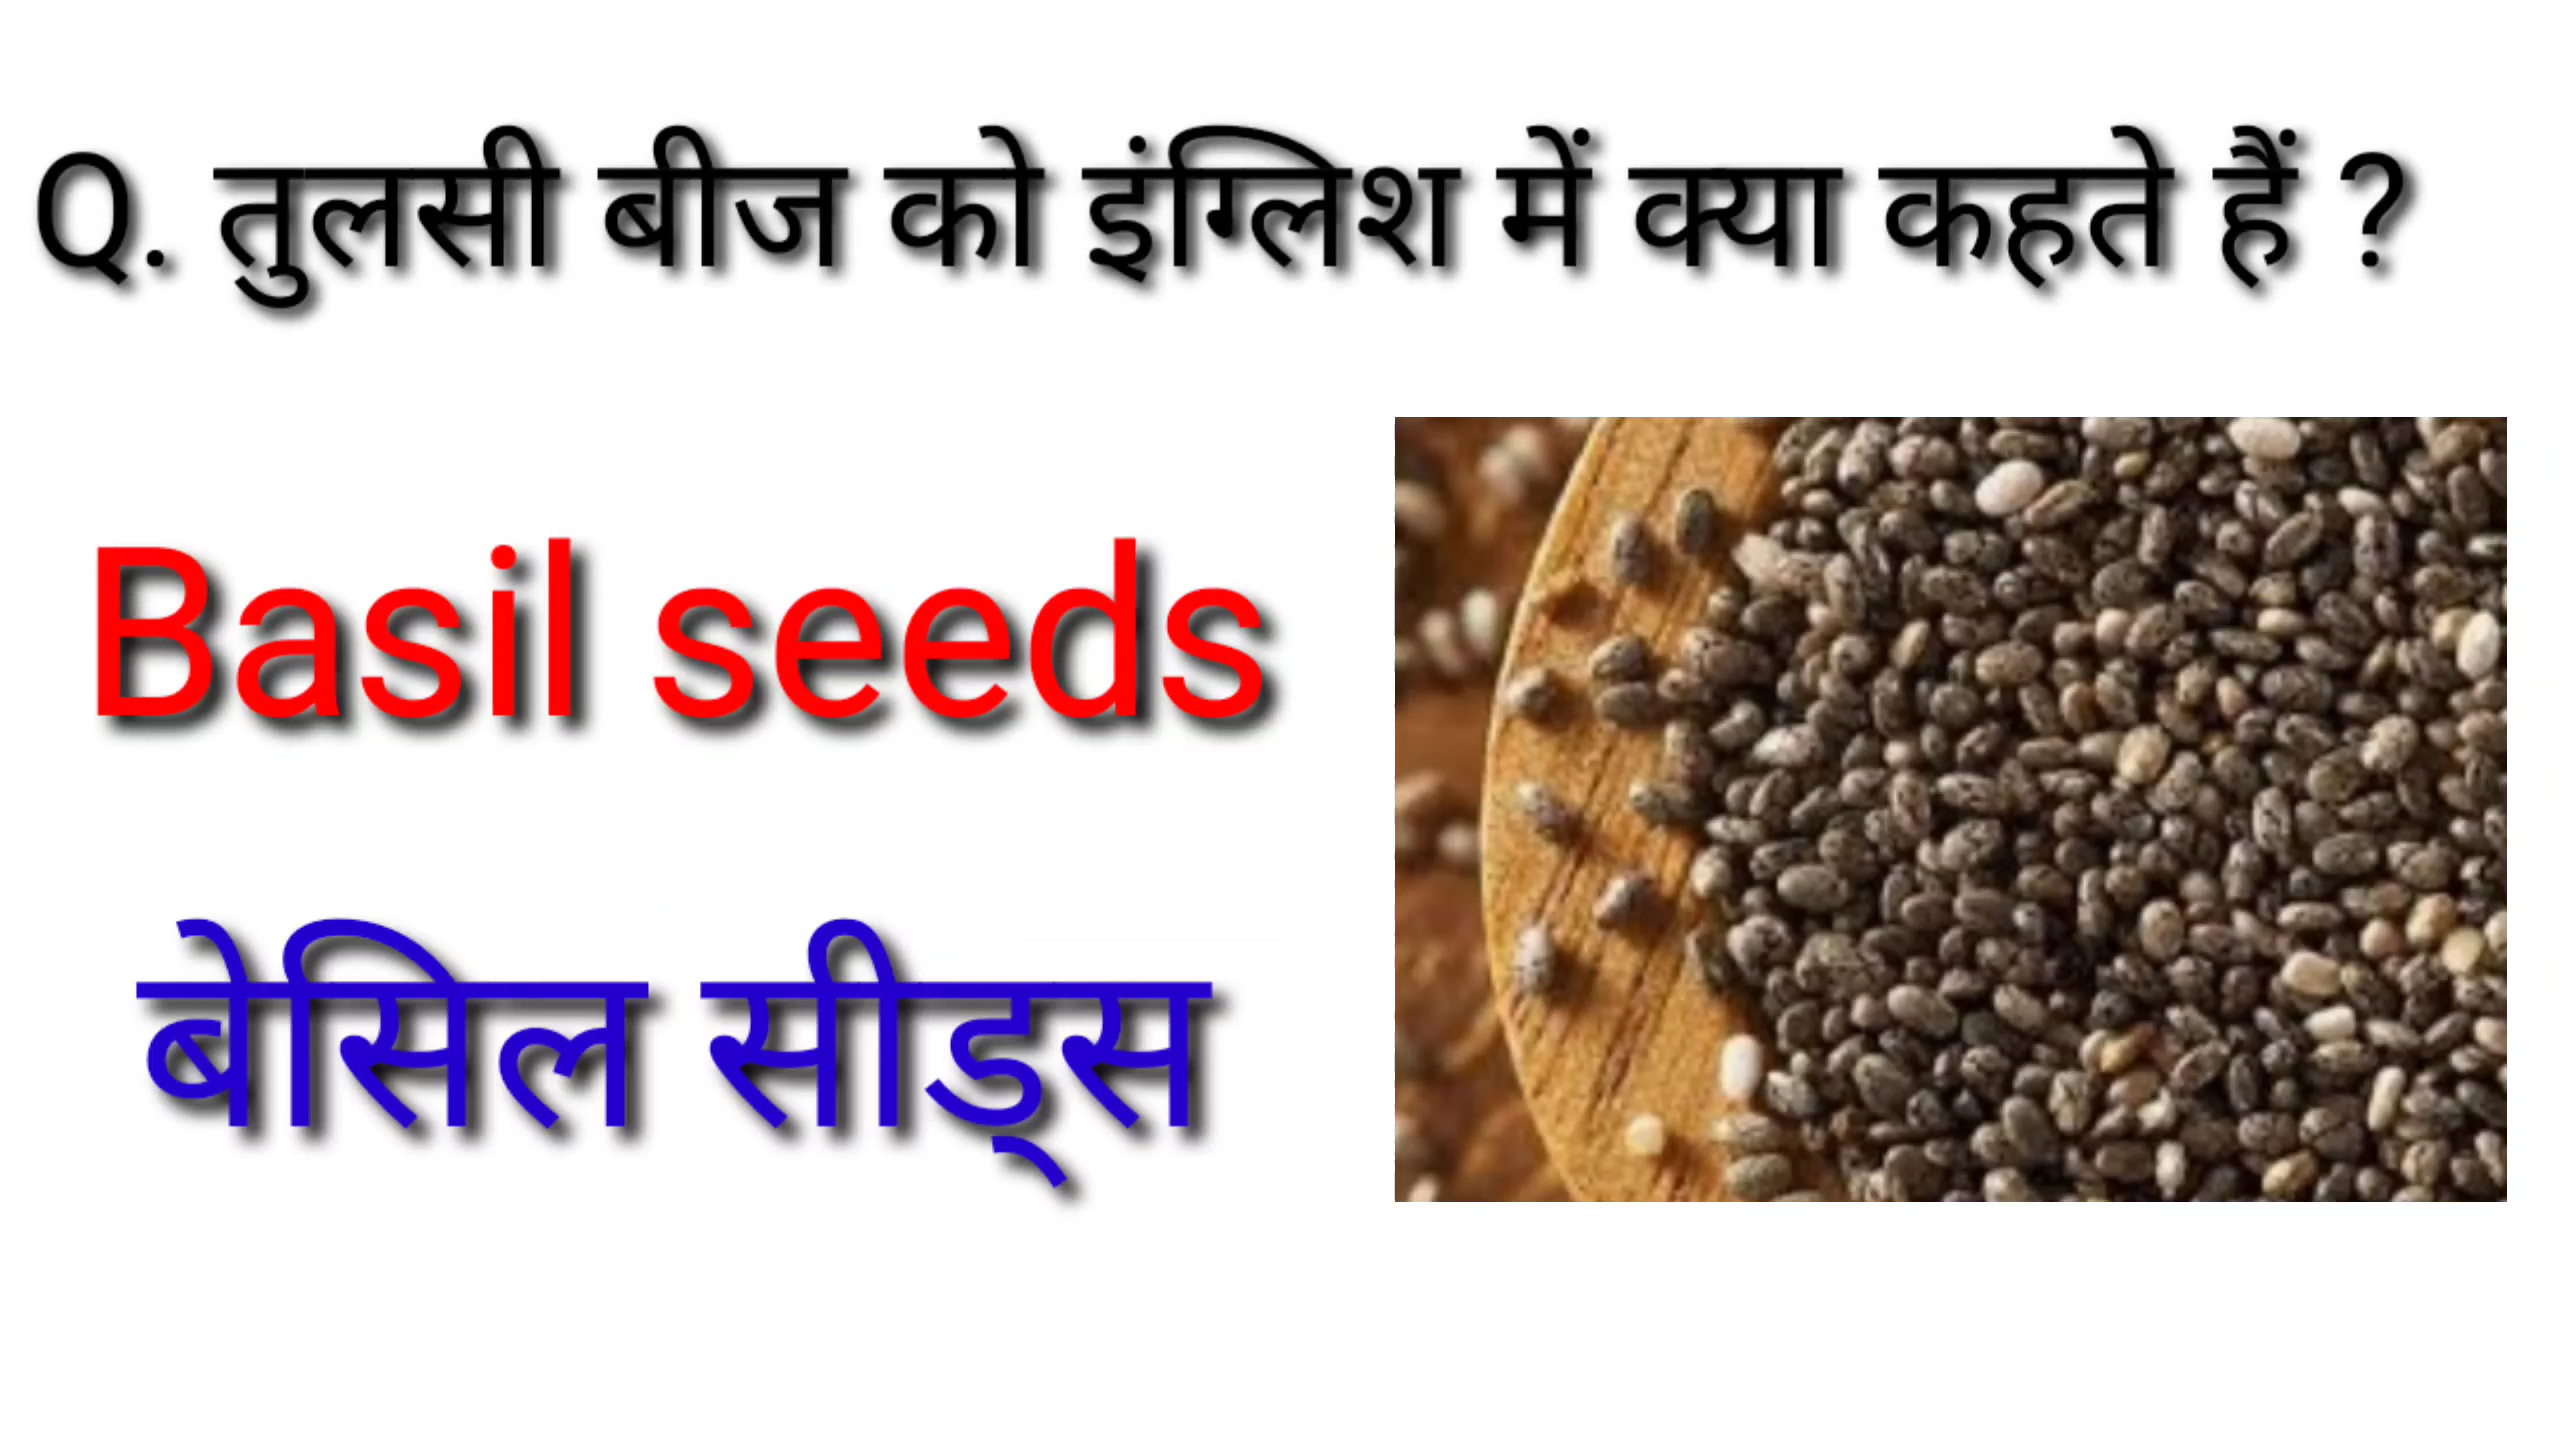 Q. तुलसी बीज को इंग्लिश में क्या कहते हैं ?
Basil seeds
बेसिल सीड्स